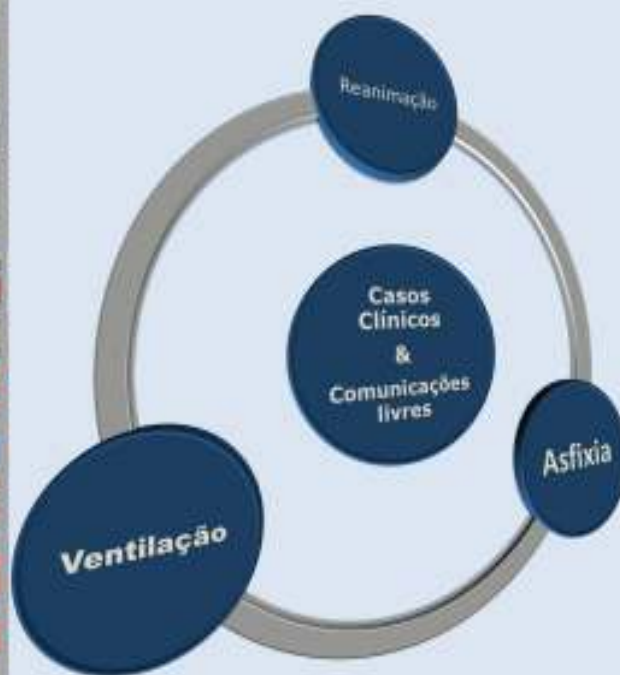 Reanimação
Casos
Clínicos
&
Comunicações
livres
Asfixia
Ventilação